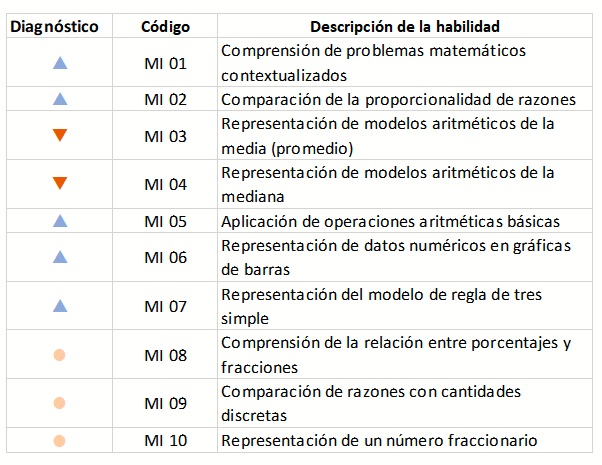 Diagnóstico Código Descripción de la habilidad
MI 01 Comprensión de problemas matemáticos
contextualizados
MI 02 Comparación de la proporcionalidad de razones
MI 03 Representación de modelos aritméticos de la
media (promedio)
MI 04 Representación de modelos aritméticos de la
mediana
MI 05 Aplicación de operaciones aritméticas básicas
MI 06 Representación de datos numéricos en gráficas
de barras
MI 07 Representación del modelo de regla de tres
simple
MI 08 Comprensión de la relación entre porcentajes y
fracciones
MI 09 Comparación de razones con cantidades
discretas
MI 10 Representación de un número fraccionario